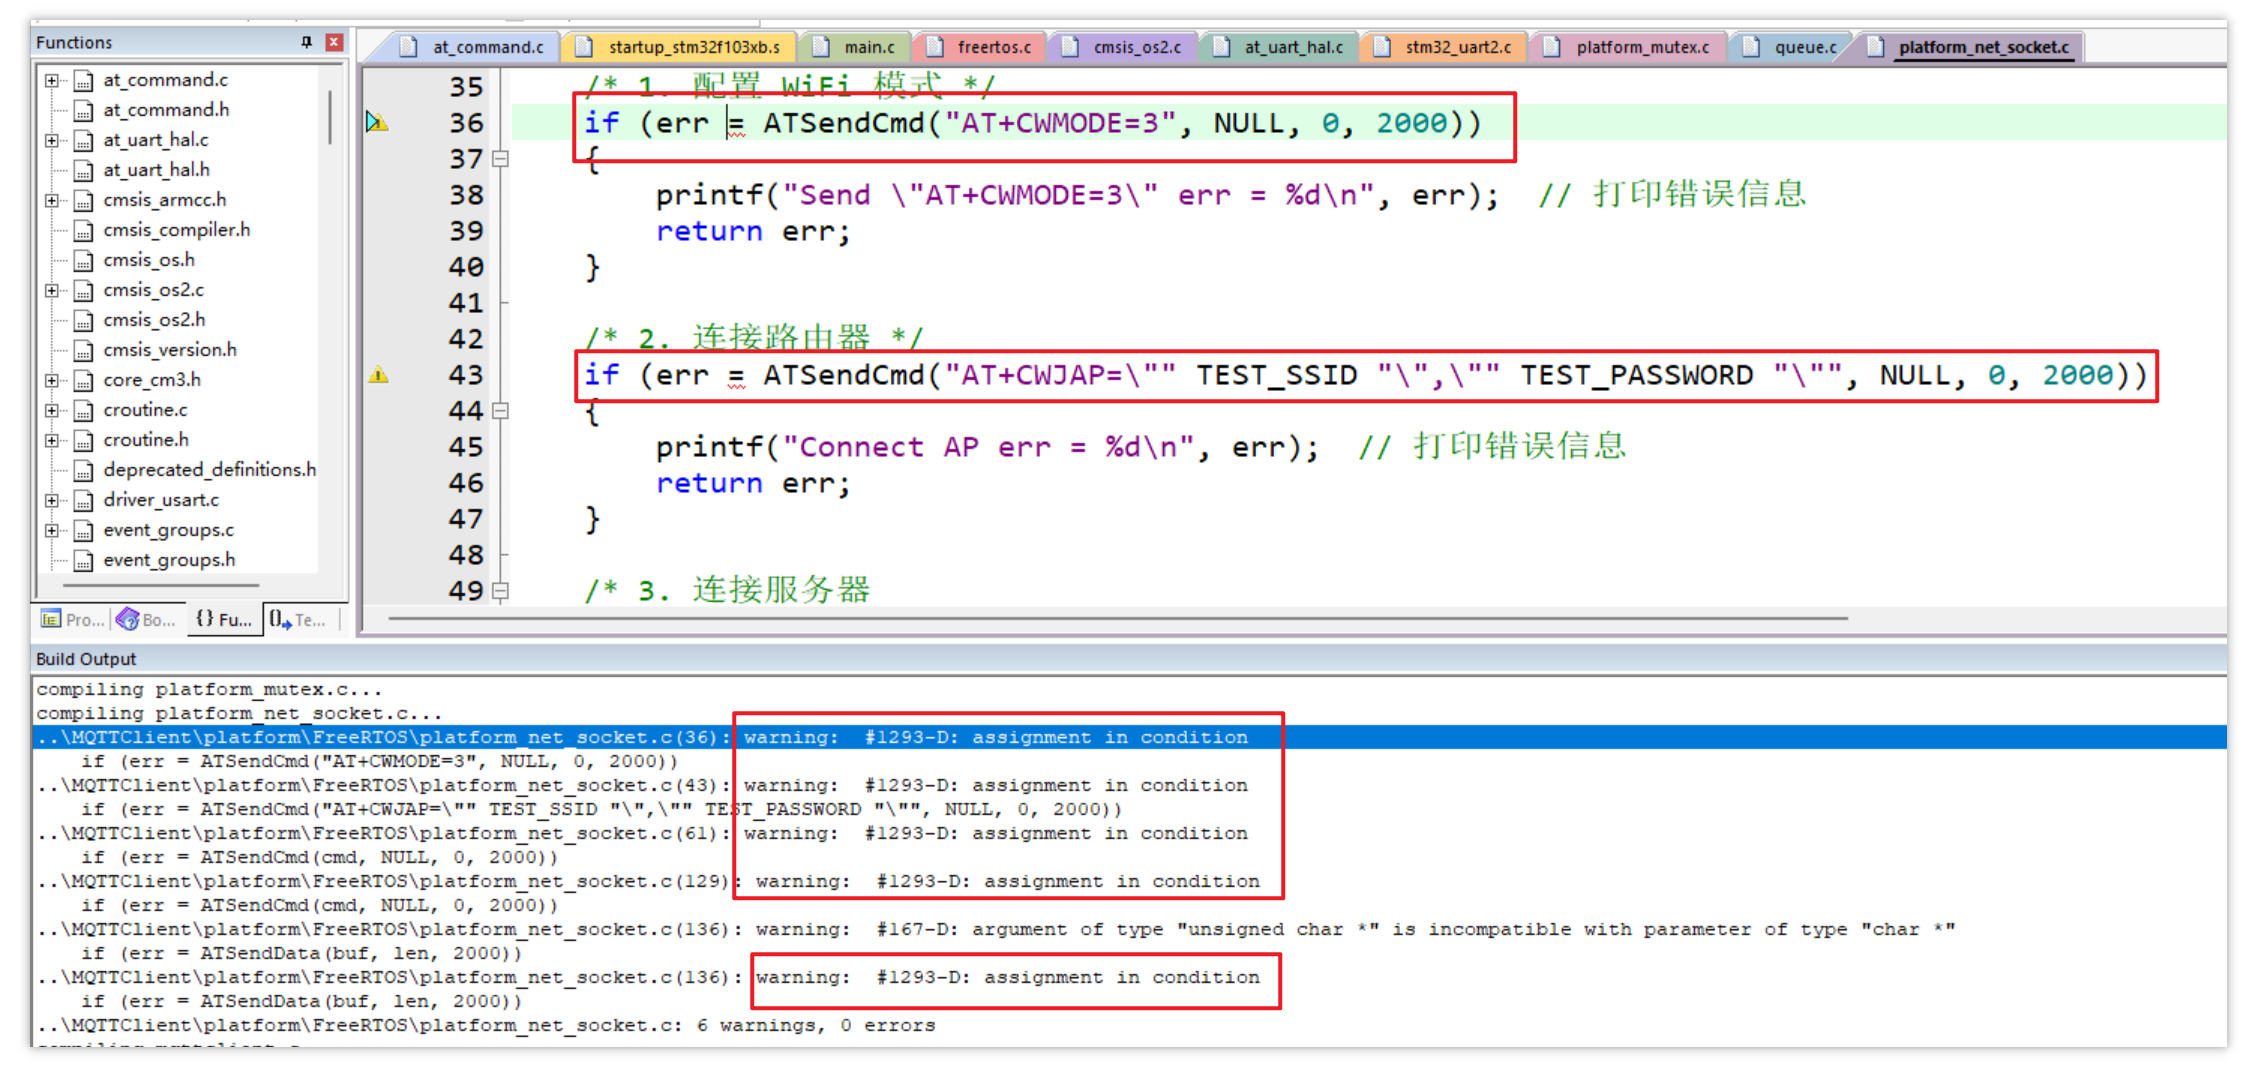 Functions
at_command.c
at_command.h
at_uart_hal.c
at_uart_hal.h
cmsis_armcc.h
cmsis_compiler.h
cmsis_os.h
cmsis_os2.c
cmsis_os2.h
cmsis_version.h
core_cm3.h
croutine.c
croutine.h
deprecated_definitions.h
driver_usart.c
event_groups.c
event_groups.h
Pro... Bo... {} Fu... Te...
at_command.c startup_stm32f103xb.s main.c freertos.c cmsis_os2.c at_uart_hal.c stm32_uart2.c platform_mutex.c queue.c platform_net_socket.c
35 /* 1. 配置 WiFi 模式 */
36 if (err = ATSendCmd("AT+CWMODE=3", NULL, 0, 2000))
37 {
38 printf("Send \"AT+CWMODE=3\" err = %d\n", err); // 打印错误信息
39 return err;
40 }
41
42 /* 2. 连接路由器 */
43 if (err = ATSendCmd("AT+CWJAP=\"" TEST_SSID "\",\"" TEST_PASSWORD "\"", NULL, 0, 2000))
44 {
45 printf("Connect AP err = %d\n", err); // 打印错误信息
46 return err;
47 }
48
49 /* 3. 连接服务器
Build Output
compiling platform_mutex.c...
compiling platform_net_socket.c...
..\MQTTClient\platform\FreeRTOS\platform_net_socket.c(36): warning: #1293-D: assignment in condition
if (err = ATSendCmd("AT+CWMODE=3", NULL, 0, 2000))
..\MQTTClient\platform\FreeRTOS\platform_net_socket.c(43): warning: #1293-D: assignment in condition
if (err = ATSendCmd("AT+CWJAP=\"" TEST_SSID "\",\"" TEST_PASSWORD "\"", NULL, 0, 2000))
..\MQTTClient\platform\FreeRTOS\platform_net_socket.c(61): warning: #1293-D: assignment in condition
if (err = ATSendCmd(cmd, NULL, 0, 2000))
..\MQTTClient\platform\FreeRTOS\platform_net_socket.c(129): warning: #1293-D: assignment in condition
if (err = ATSendCmd(cmd, NULL, 0, 2000))
..\MQTTClient\platform\FreeRTOS\platform_net_socket.c(136): warning: #167-D: argument of type "unsigned char *" is incompatible with parameter of type "char *"
if (err = ATSendData(buf, len, 2000))
..\MQTTClient\platform\FreeRTOS\platform_net_socket.c(136): warning: #1293-D: assignment in condition
if (err = ATSendData(buf, len, 2000))
..\MQTTClient\platform\FreeRTOS\platform_net_socket.c: 6 warnings, 0 errors